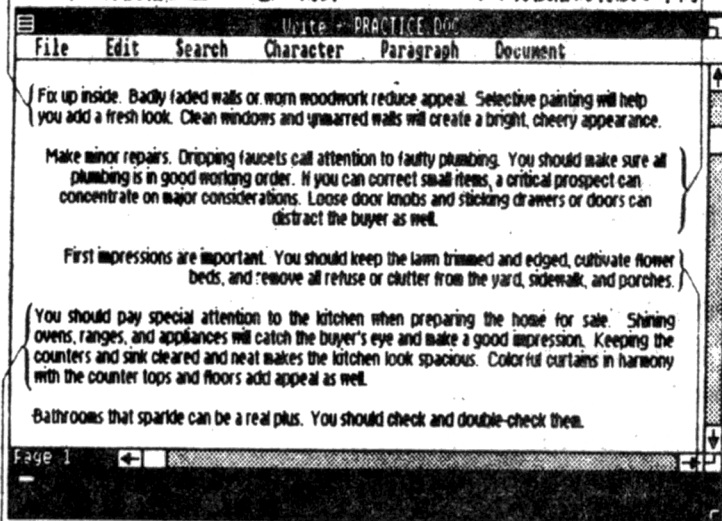 Write - PRACTICE.DOC
File Edit Search Character Paragraph Document
Fix up inside. Badly faded walls or worn woodwork reduce appeal. Selective painting will help
you add a fresh look. Clean windows and unmarred walls will create a bright, cheery appearance.
Make minor repairs. Dripping faucets call attention to faulty plumbing. You should make sure all
plumbing is in good working order. If you can correct small items, a critical prospect can
concentrate on major considerations. Loose door knobs and sticking drawers or doors can
distract the buyer as well.
First impressions are important. You should keep the lawn trimmed and edged, cultivate flower
beds, and remove all refuse or clutter from the yard, sidewalk, and porches.
You should pay special attention to the kitchen when preparing the home for sale. Shining
ovens, ranges, and appliances will catch the buyer's eye and make a good impression. Keeping the
counters and sink cleared and neat makes the kitchen look spacious. Colorful curtains in harmony
with the counter tops and floors add appeal as well.
Bathrooms that sparkle can be a real plus. You should check and double-check them.
Page 1